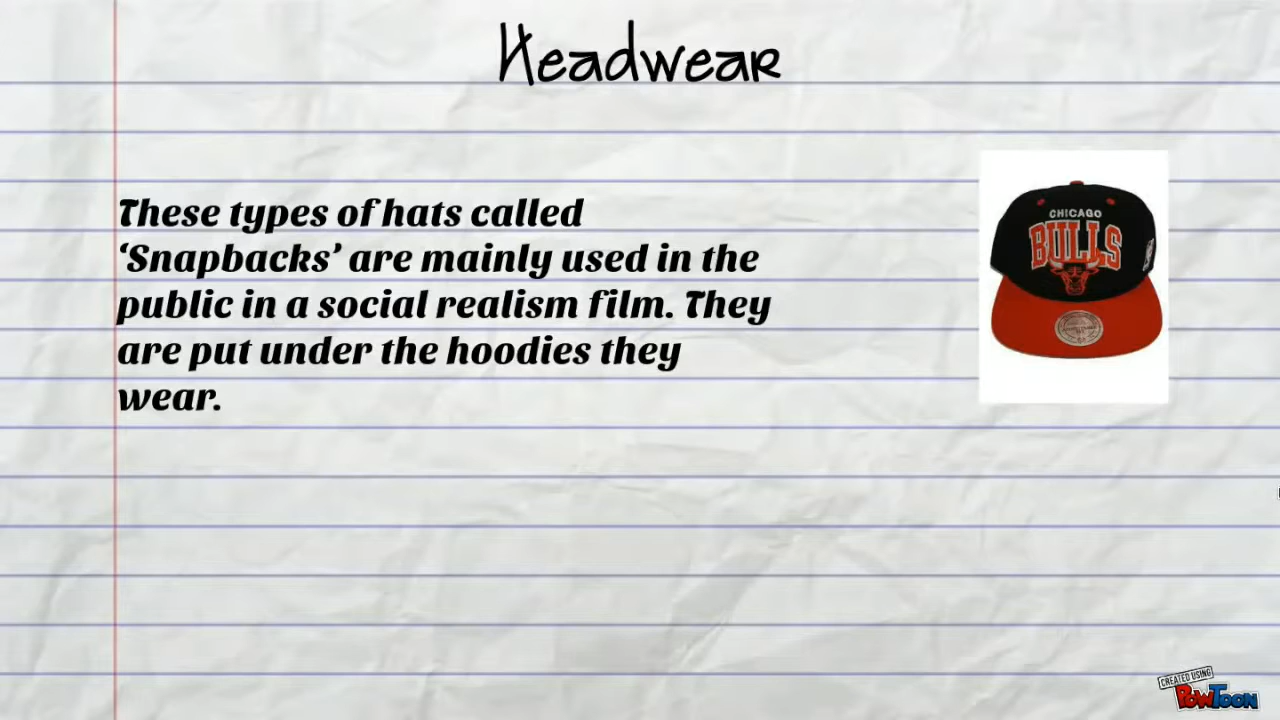 Headwear
These types of hats called
‘Snapbacks’ are mainly used in the
public in a social realism film. They
are put under the hoodies they
wear.
CHICAGO
BULLS
CREATED USING
POWTOON